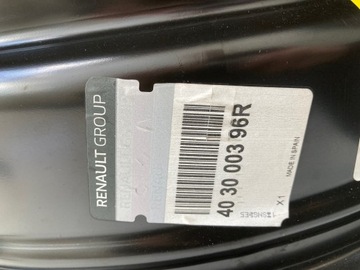 RENAULT GROUP
40 30 003 96R
MADE IN SPAIN
X1